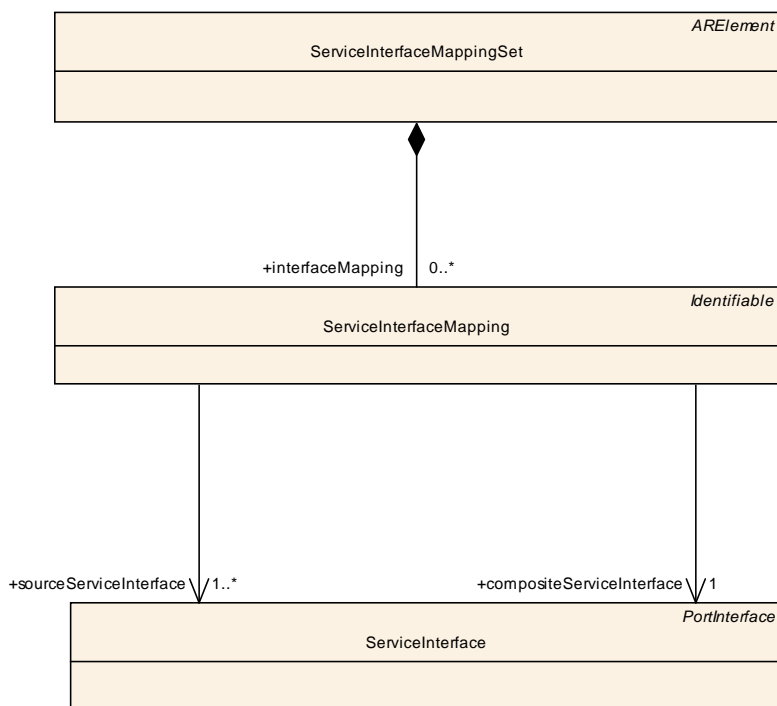 ARElement
ServiceInterfaceMappingSet
+interfaceMapping 0..*
Identifiable
ServiceInterfaceMapping
+sourceServiceInterface 1..* +compositeServiceInterface 1
PortInterface
ServiceInterface